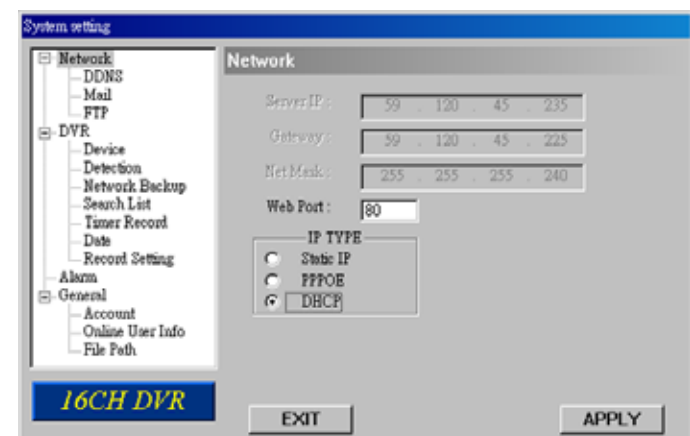 System setting
Network
DDNS
Mail
FTP
DVR
Device
Detection
Network Backup
Search List
Timer Record
Date
Record Setting
Alarm
General
Account
Online User Info
File Path
16CH DVR
Network
Server IP : 59 . 120 . 45 . 235
Gateway : 59 . 120 . 45 . 225
Net Mask : 255 . 255 . 255 . 240
Web Port : 80
IP TYPE
Static IP
PPPOE
DHCP
EXIT
APPLY